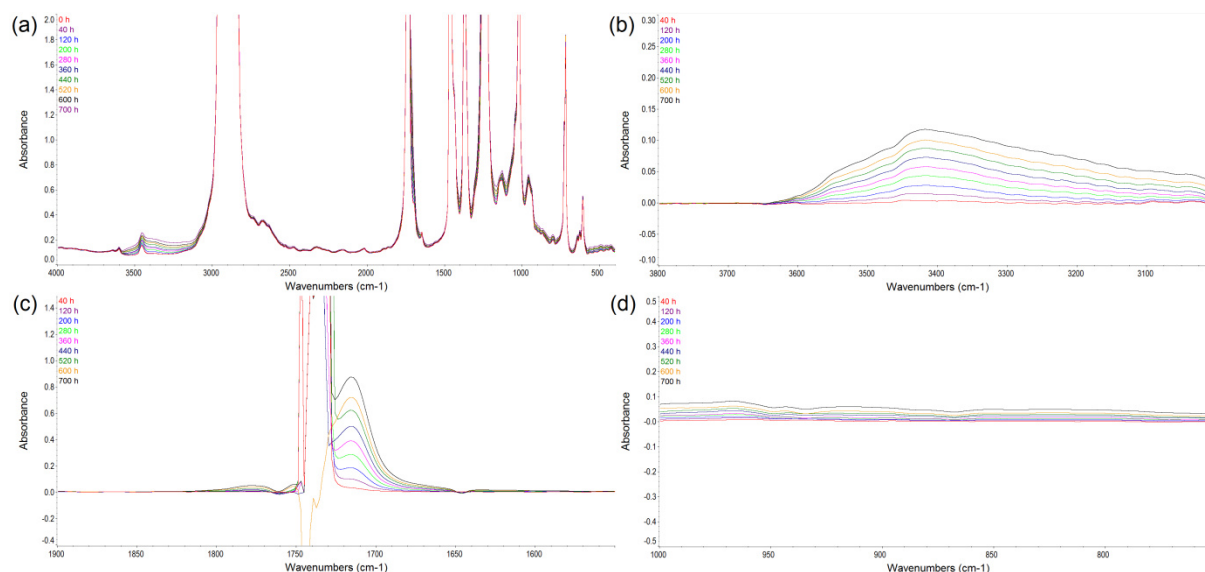 (a)
2.0
1.8
1.6
1.4
1.2
1.0
0.8
0.6
0.4
0.2
0.0
Absorbance
0 h
40 h
120 h
200 h
280 h
360 h
440 h
520 h
600 h
700 h
4000 3500 3000 2500 2000 1500 1000 500
Wavenumbers (cm-1)
(b)
0.30
0.25
0.20
0.15
0.10
0.05
0.00
-0.05
-0.10
Absorbance
40 h
120 h
200 h
280 h
360 h
440 h
520 h
600 h
700 h
3800 3700 3600 3500 3400 3300 3200 3100
Wavenumbers (cm-1)
(c)
1.4
1.2
1.0
0.8
0.6
0.4
0.2
0.0
-0.2
-0.4
Absorbance
40 h
120 h
200 h
280 h
360 h
440 h
520 h
600 h
700 h
1900 1850 1800 1750 1700 1650 1600
Wavenumbers (cm-1)
(d)
0.5
0.4
0.3
0.2
0.1
-0.0
-0.1
-0.2
-0.3
-0.4
-0.5
Absorbance
40 h
120 h
200 h
280 h
360 h
440 h
520 h
600 h
700 h
1000 950 900 850 800
Wavenumbers (cm-1)